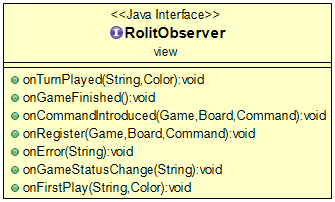 <<Java Interface>>
RolitObserver
view
onTurnPlayed(String,Color):void
onGameFinished():void
onCommandIntroduced(Game,Board,Command):void
onRegister(Game,Board,Command):void
onError(String):void
onGameStatusChange(String):void
onFirstPlay(String,Color):void